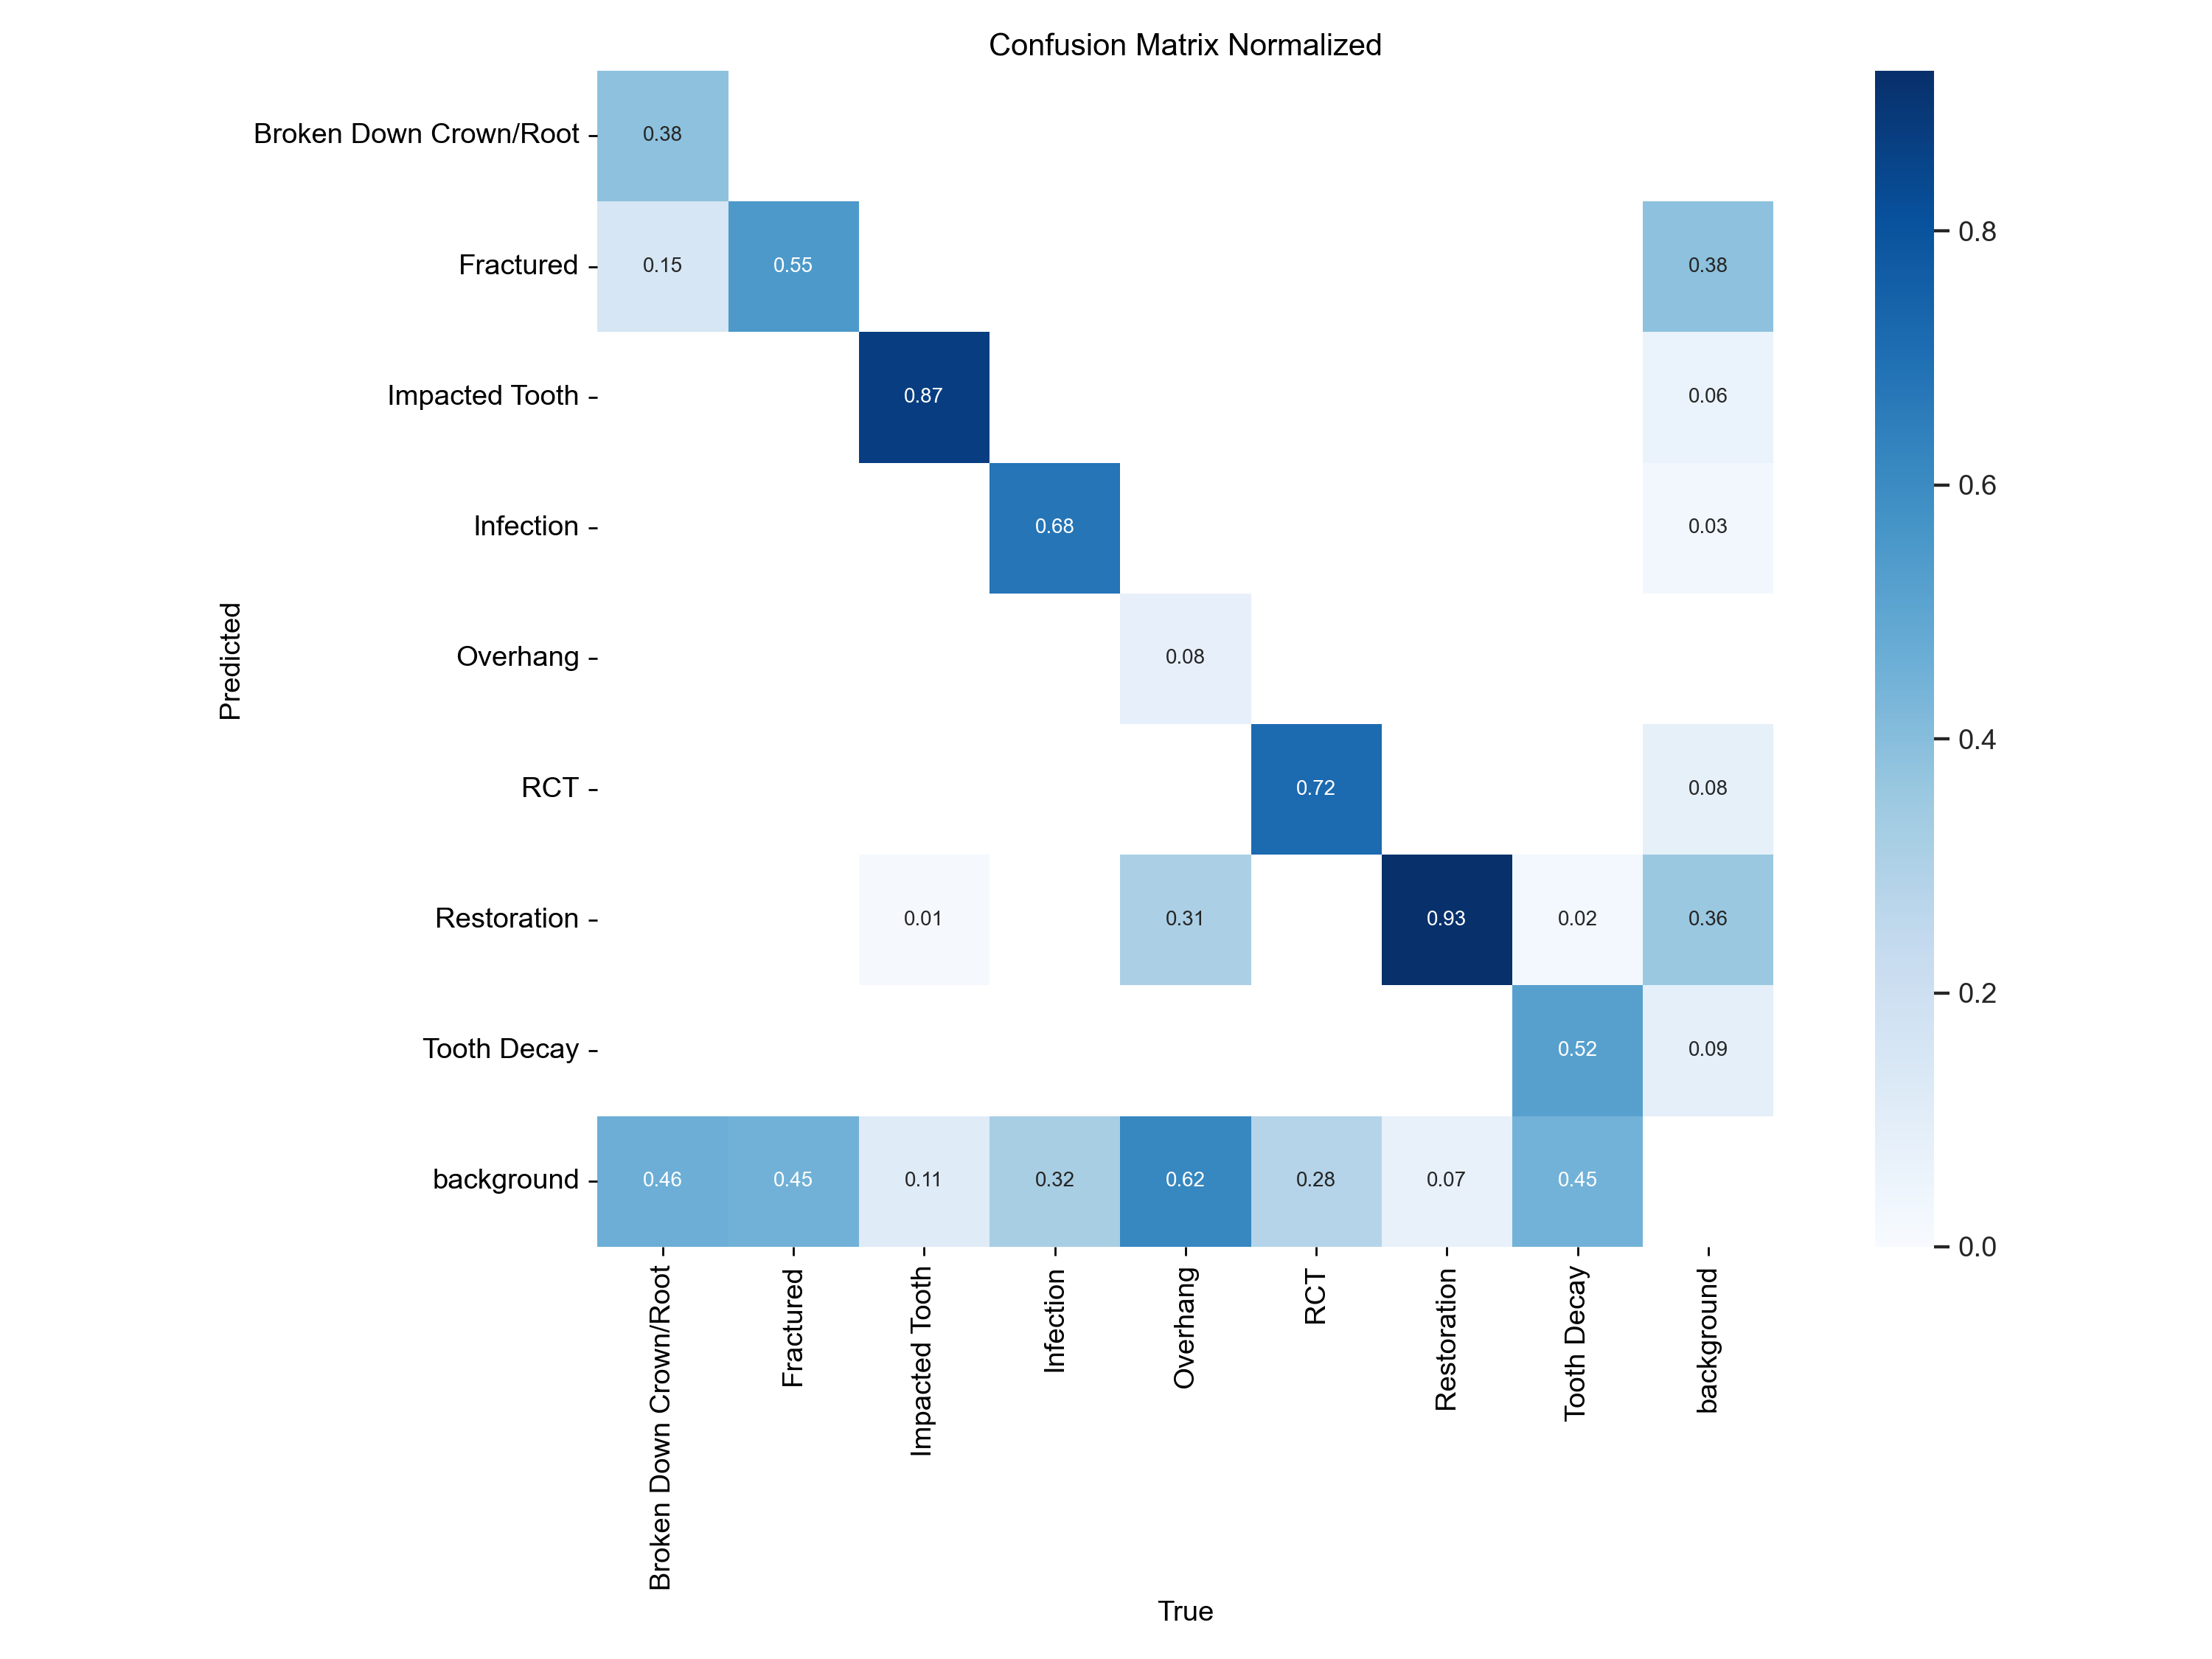 Confusion Matrix Normalized
Broken Down Crown/Root
0.38
Fractured
0.15 0.55 0.38
Impacted Tooth
0.87 0.06
Infection
0.68 0.03
Overhang
0.08
RCT
0.72 0.08
Restoration
0.01 0.31 0.93 0.02 0.36
Tooth Decay
0.52 0.09
background
0.46 0.45 0.11 0.32 0.62 0.28 0.07 0.45
Predicted
Broken Down Crown/Root
Fractured
Impacted Tooth
Infection
Overhang
RCT
Restoration
Tooth Decay
background
True
0.8
0.6
0.4
0.2
0.0